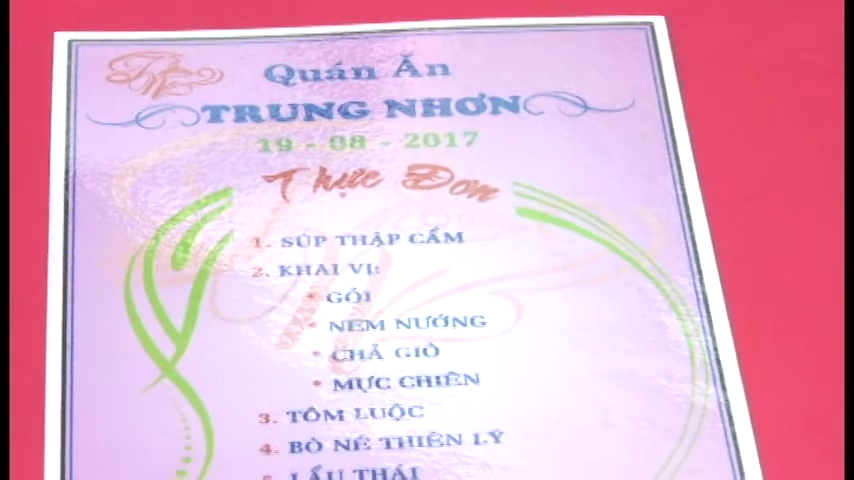 Quán Ăn
TRUNG NHƠN
19 - 08 - 2017
Thực Đơn
1. SÚP THẬP CẨM
2. KHAI VỊ:
• GỎI
• NEM NƯỚNG
• CHẢ GIÒ
• MỰC CHIÊN
3. TÔM LUỘC
4. BÒ NÉ THIÊN LÝ
5. LẨU THÁI